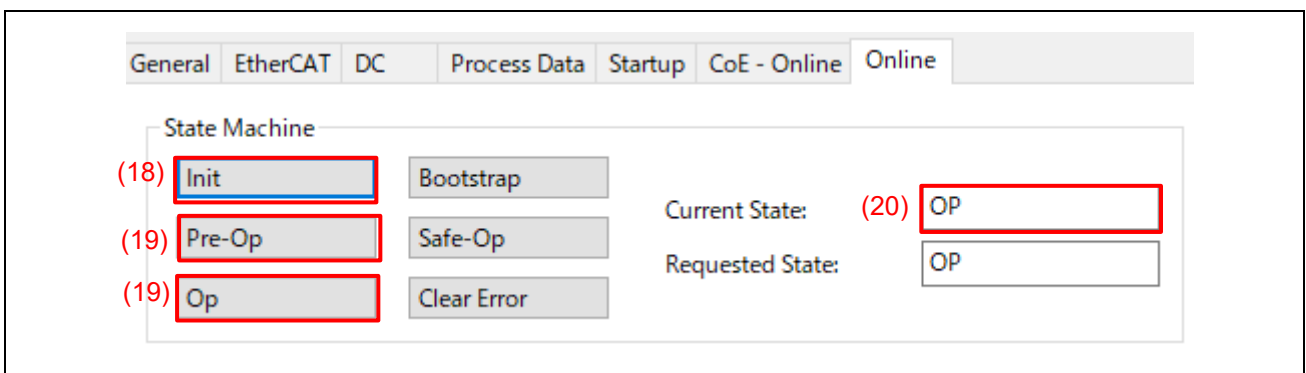 General EtherCAT DC Process Data Startup CoE - Online Online
State Machine
(18) Init Bootstrap
Current State: (20) OP
(19) Pre-Op Safe-Op
Requested State: OP
(19) Op Clear Error